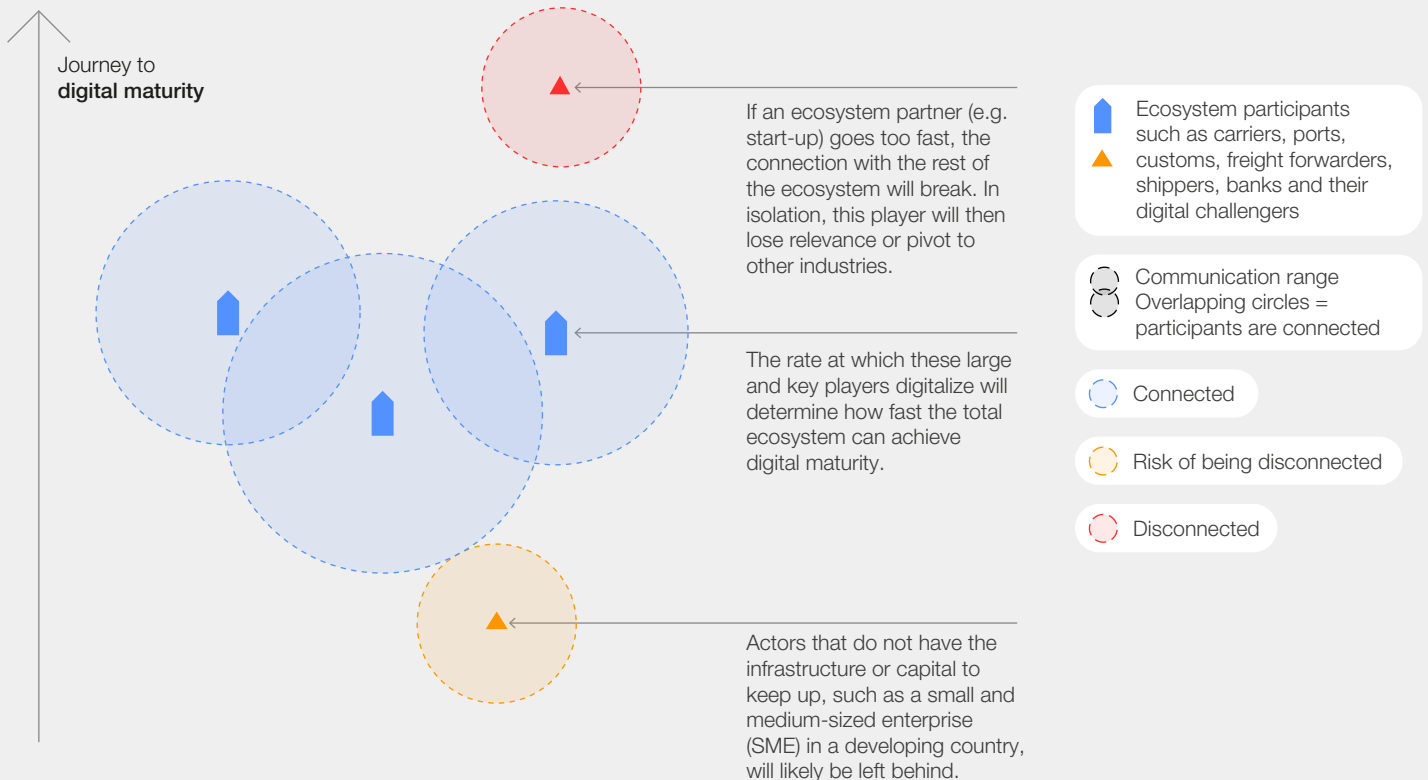 Journey to
digital maturity
If an ecosystem partner (e.g.
start-up) goes too fast, the
connection with the rest of
the ecosystem will break. In
isolation, this player will then
lose relevance or pivot to
other industries.
The rate at which these large
and key players digitalize will
determine how fast the total
ecosystem can achieve
digital maturity.
Actors that do not have the
infrastructure or capital to
keep up, such as a small and
medium-sized enterprise
(SME) in a developing country,
will likely be left behind.
Ecosystem participants
such as carriers, ports,
customs, freight forwarders,
shippers, banks and their
digital challengers
Communication range
Overlapping circles =
participants are connected
Connected
Risk of being disconnected
Disconnected